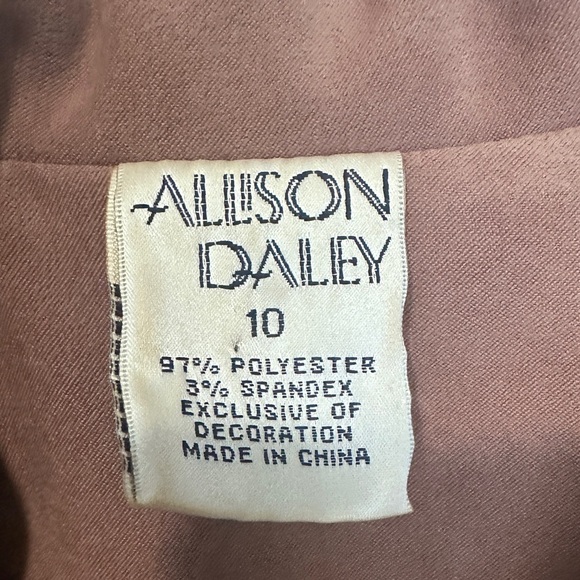 ALLISON
DALEY
10
97% POLYESTER
3% SPANDEX
EXCLUSIVE OF
DECORATION
MADE IN CHINA